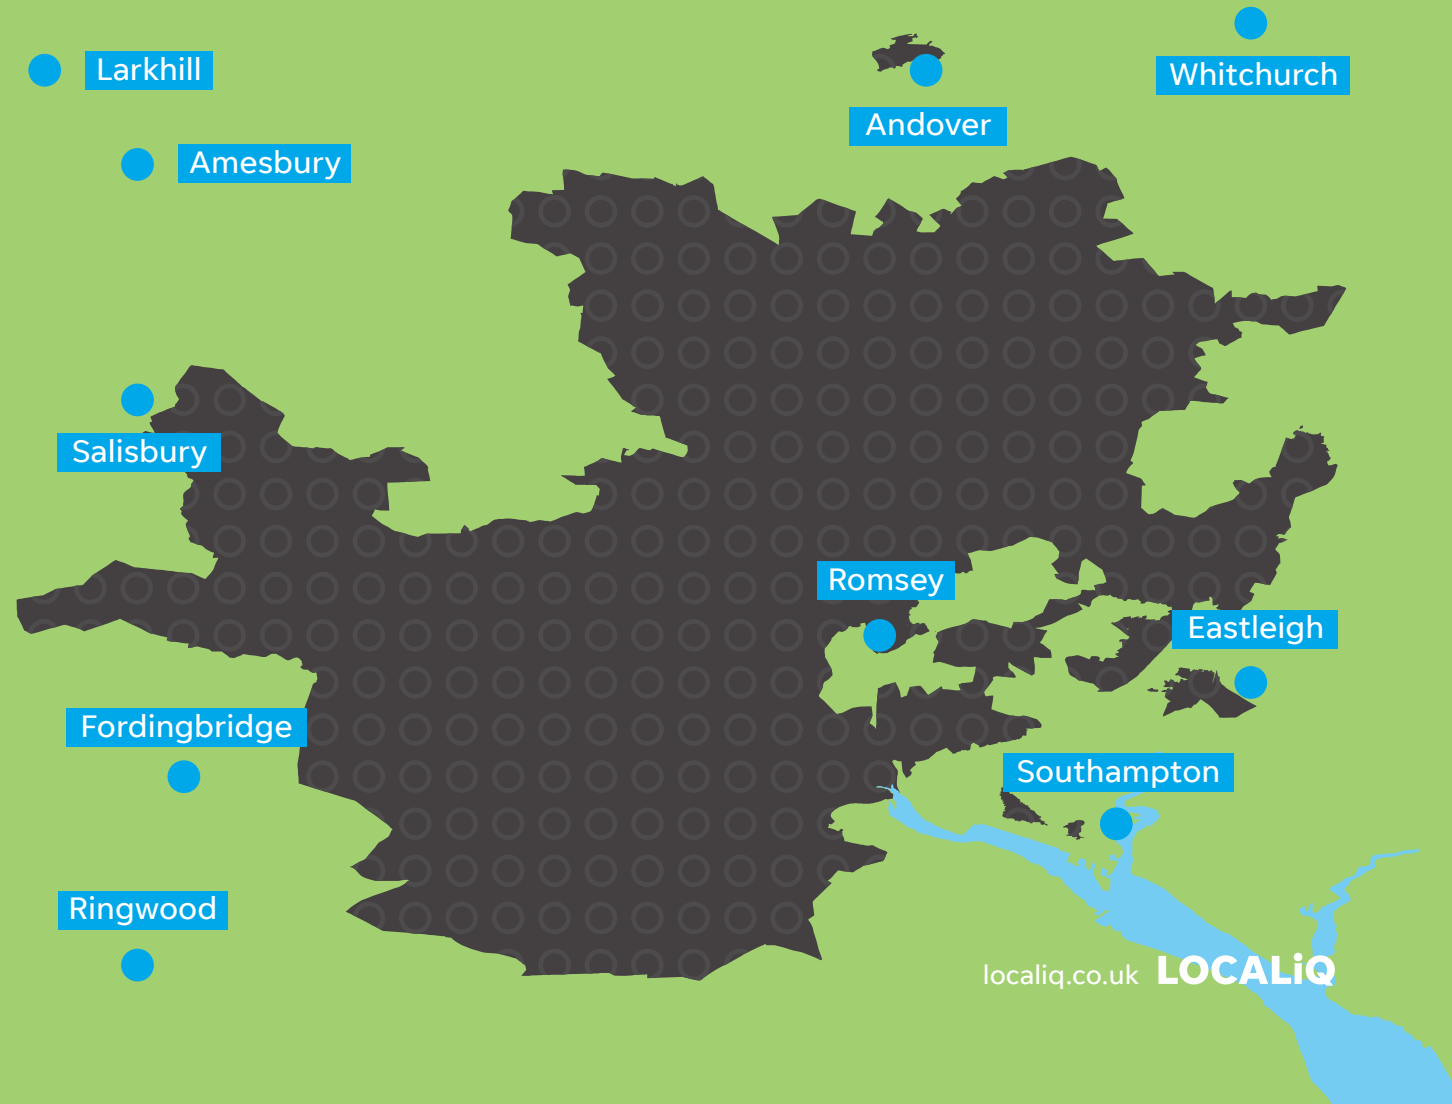 Larkhill
Whitchurch
Andover
Amesbury
Salisbury
Romsey
Eastleigh
Fordingbridge
Southampton
Ringwood
localiq.co.uk LOCALiQ